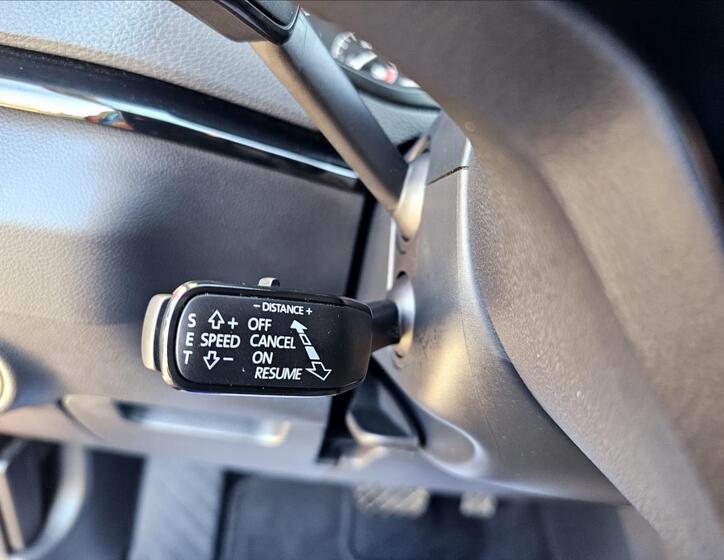 - DISTANCE +
S + OFF
E SPEED CANCEL
T - ON
RESUME